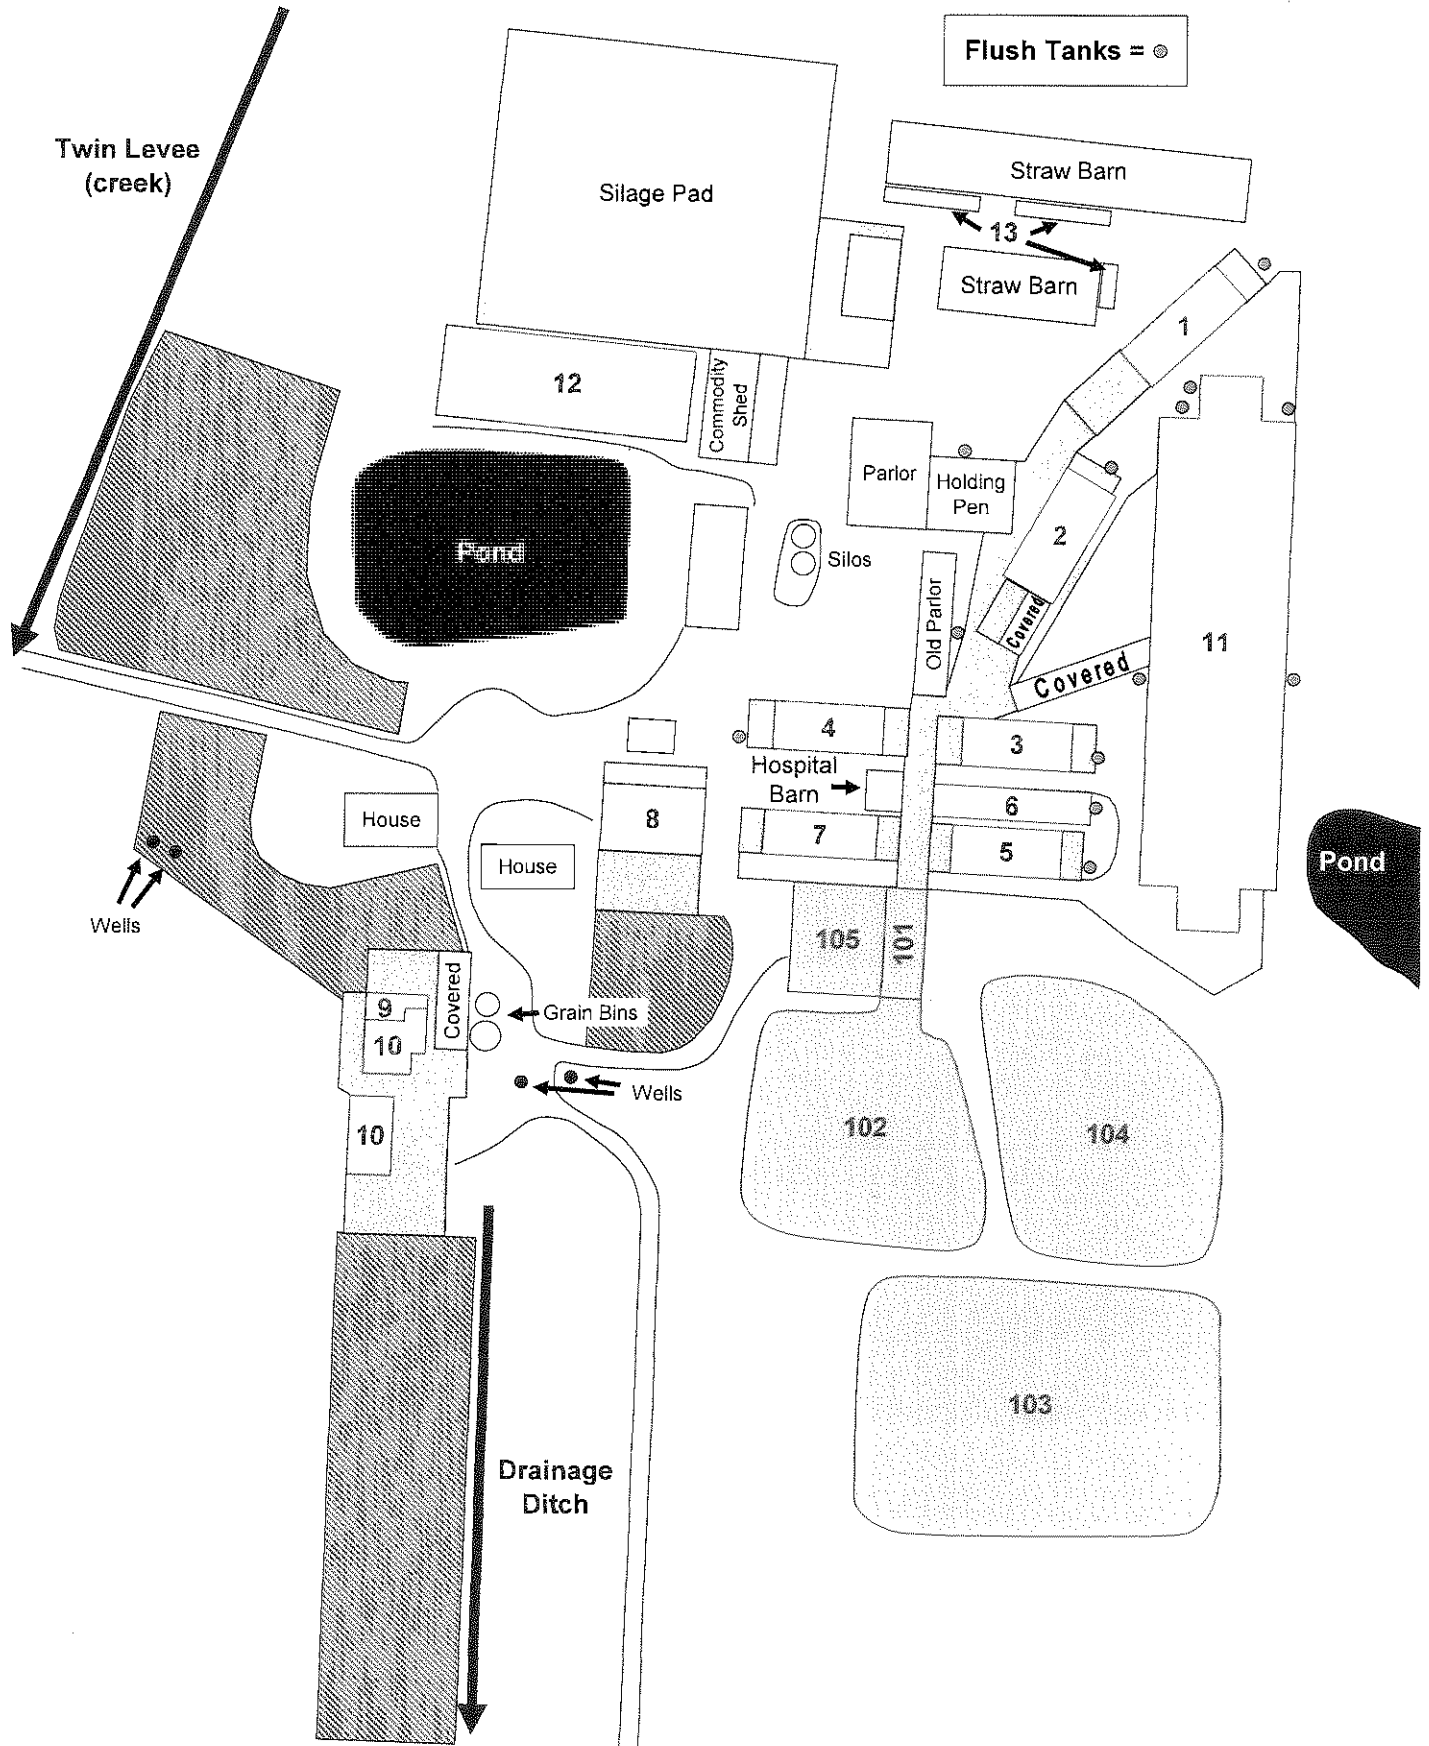 Flush Tanks =
Twin Levee
(creek)
Straw Barn
Silage Pad
13
Straw Barn
1
12
Commodity
Shed
Parlor
Holding
Pen
2
Pond
Silos
Covered
Old Parlor
11
Covered
4
3
Hospital
Barn
6
House
8
7
5
House
Pond
Wells
105
101
Covered
9
Grain Bins
10
Wells
102
104
10
103
Drainage
Ditch